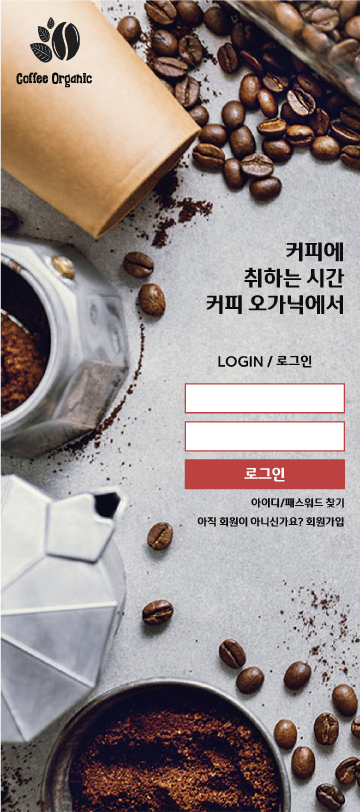 Coffee Organic
커피에
취하는 시간
커피 오가닉에서
LOGIN / 로그인
로그인
아이디/패스워드 찾기
아직 회원이 아니신가요? 회원가입